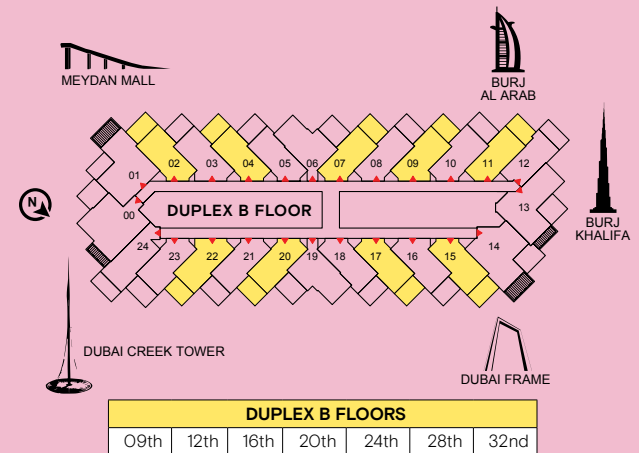 MEYDAN MALL
BURJ
AL ARAB
BURJ
KHALIFA
01 02 03 04 05 06 07 08 09 10 11 12
00 DUPLEX B FLOOR 13
N
24 23 22 21 20 19 18 17 16 15 14
DUBAI CREEK TOWER
DUBAI FRAME
DUPLEX B FLOORS
09th 12th 16th 20th 24th 28th 32nd